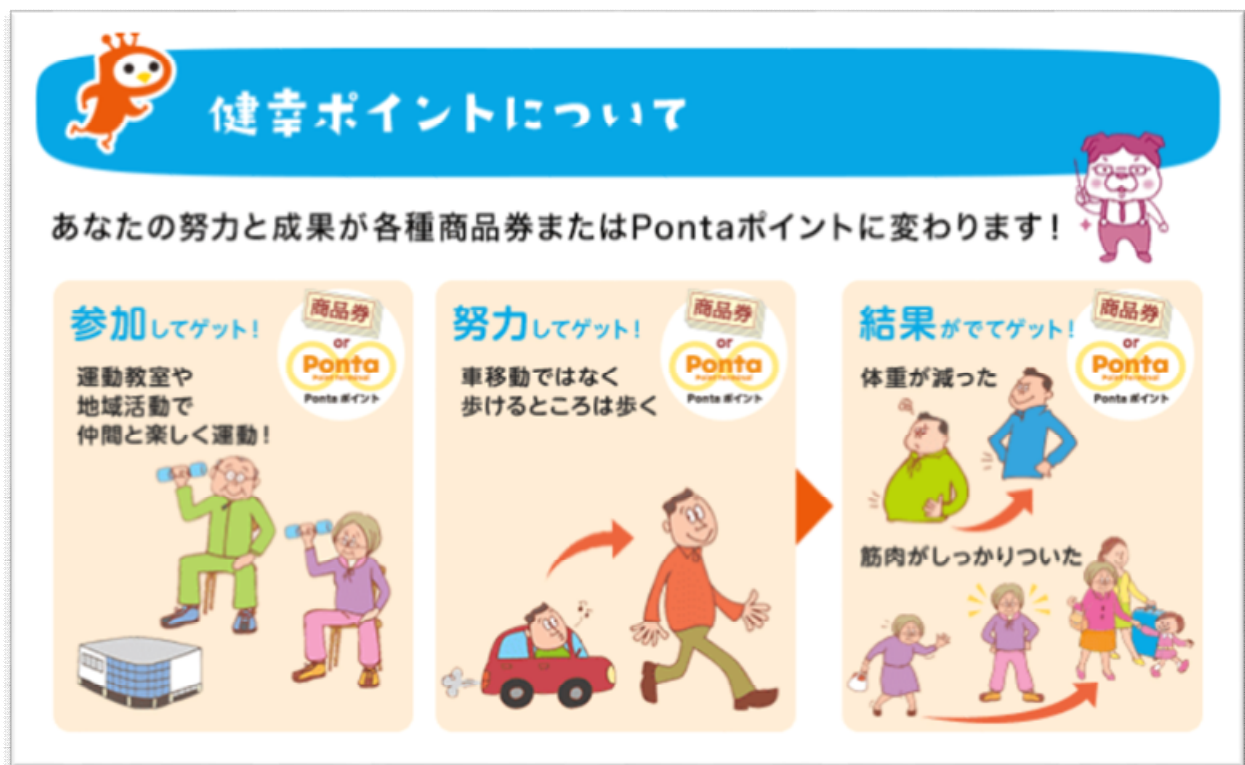 健幸ポイントについて
あなたの努力と成果が各種商品券またはPontaポイントに変わります!
参加してゲット!
商品券
or
Ponta
Pontaポイント
運動教室や
地域活動で
仲間と楽しく運動!
努力してゲット!
商品券
or
Ponta
Pontaポイント
車移動ではなく
歩けるところは歩く
結果がでてゲット!
商品券
or
Ponta
Pontaポイント
体重が減った
筋肉がしっかりついた